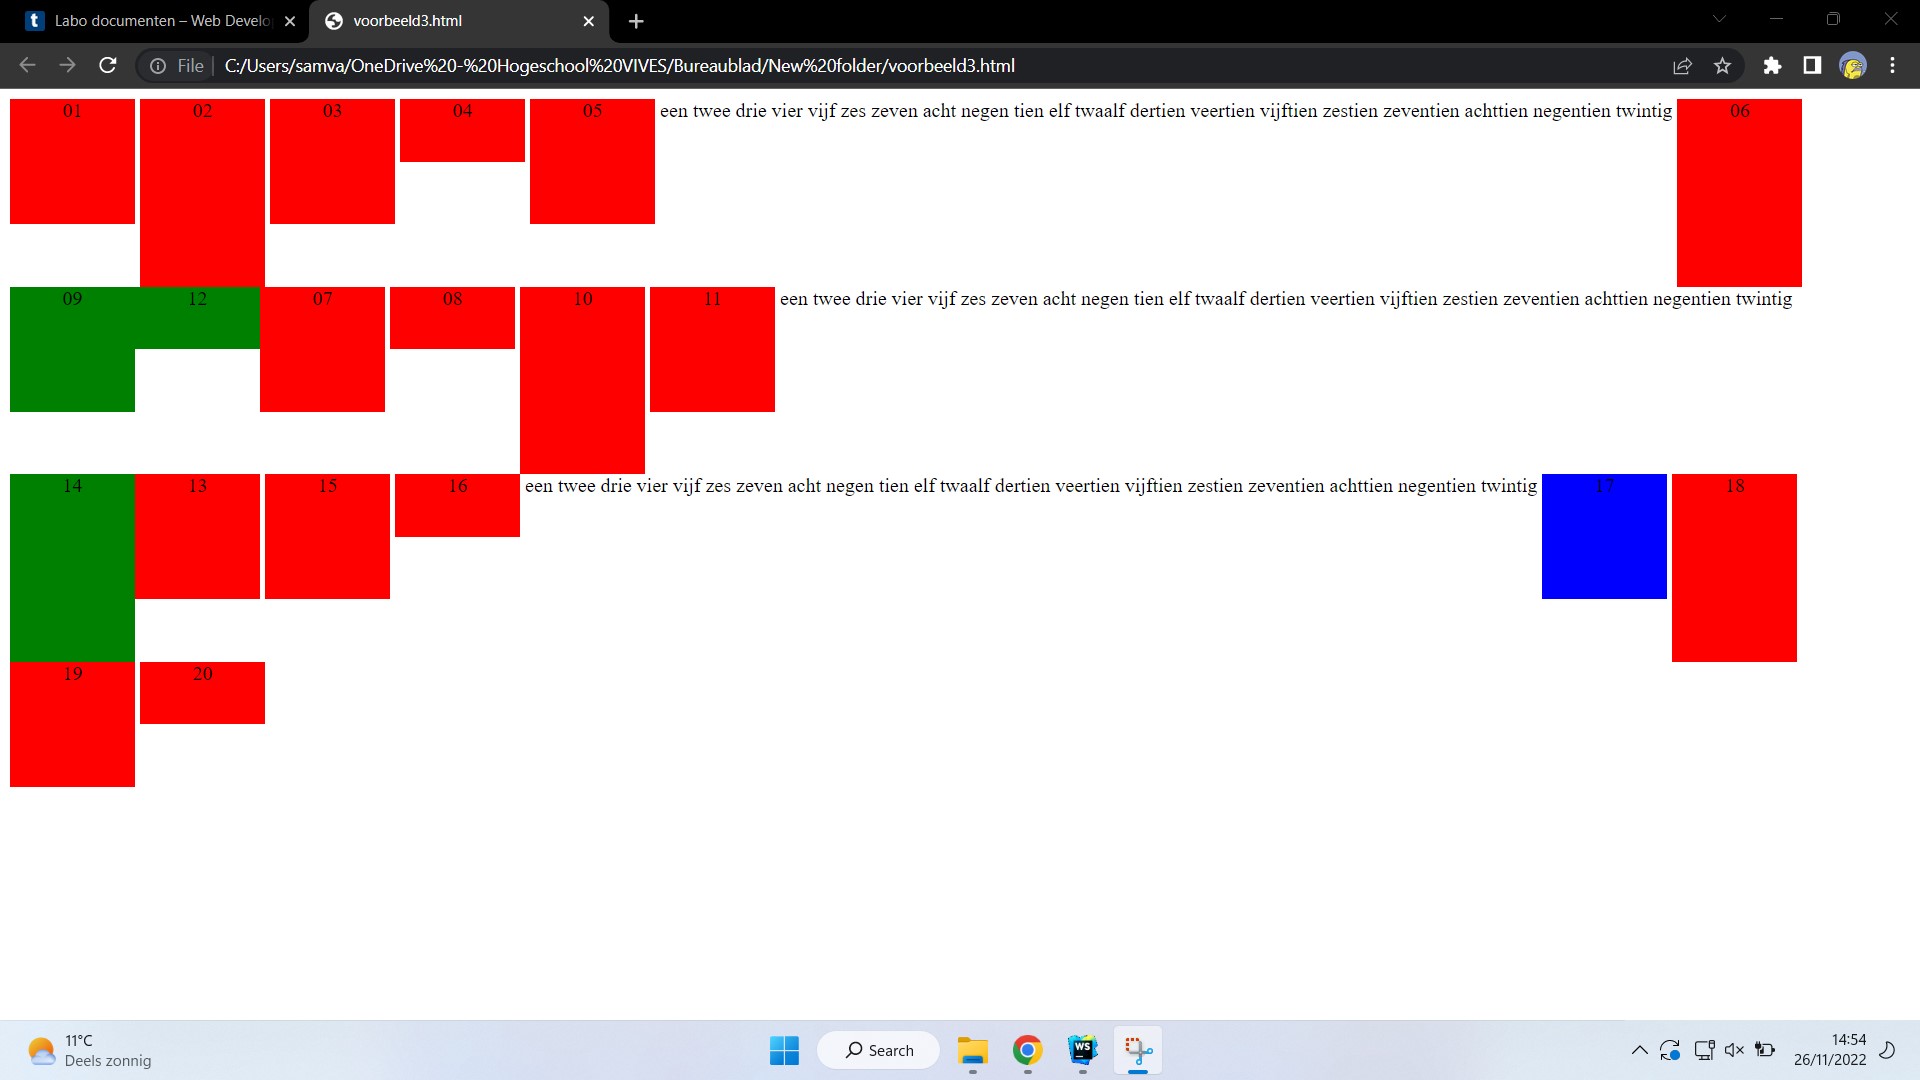 Labo documenten – Web Develo
voorbeeld3.html
File
C:/Users/samva/OneDrive%20-%20Hogeschool%20VIVES/Bureaublad/New%20folder/voorbeeld3.html
01 02 03 04 05 een twee drie vier vijf zes zeven acht negen tien elf twaalf dertien veertien vijftien zestien zeventien achttien negentien twintig 06
09 12 07 08 10 11 een twee drie vier vijf zes zeven acht negen tien elf twaalf dertien veertien vijftien zestien zeventien achttien negentien twintig
14 13 15 16 een twee drie vier vijf zes zeven acht negen tien elf twaalf dertien veertien vijftien zestien zeventien achttien negentien twintig 17 18
19 20
11°C
Deels zonnig
Search
WS
14:54
26/11/2022